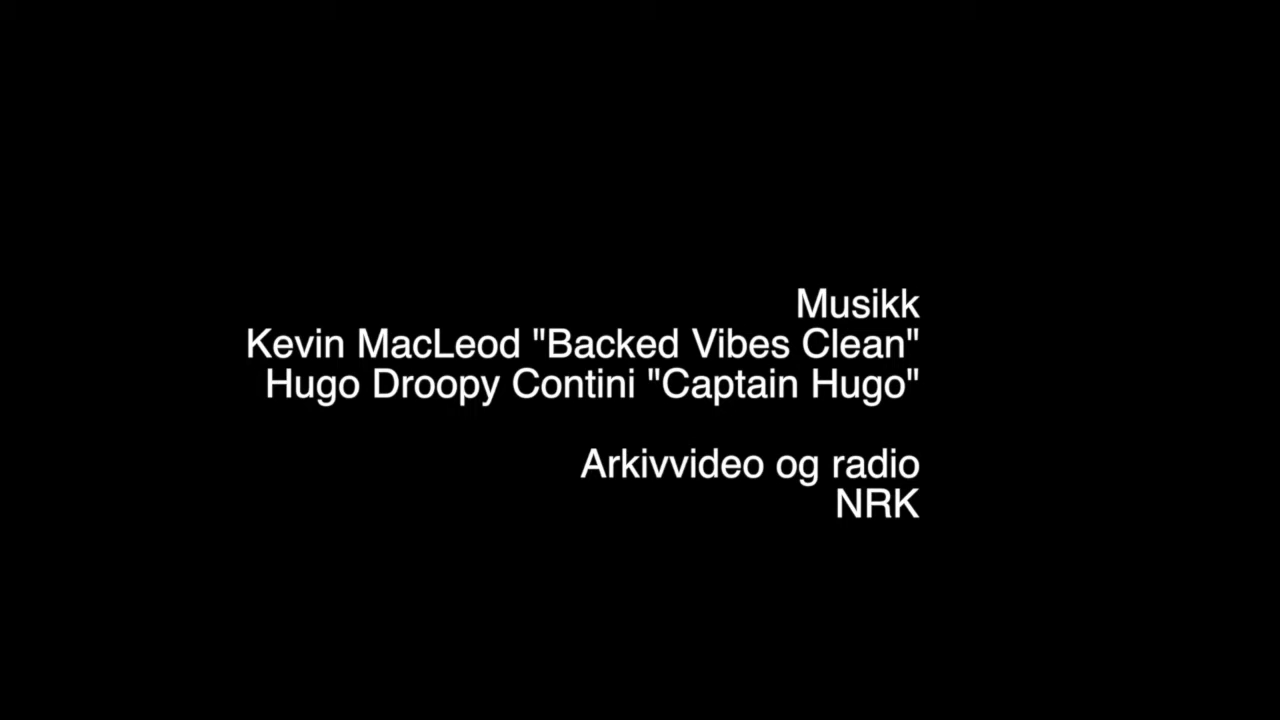 Musikk
Kevin MacLeod "Backed Vibes Clean"
Hugo Droopy Contini "Captain Hugo"
Arkivvideo og radio
NRK